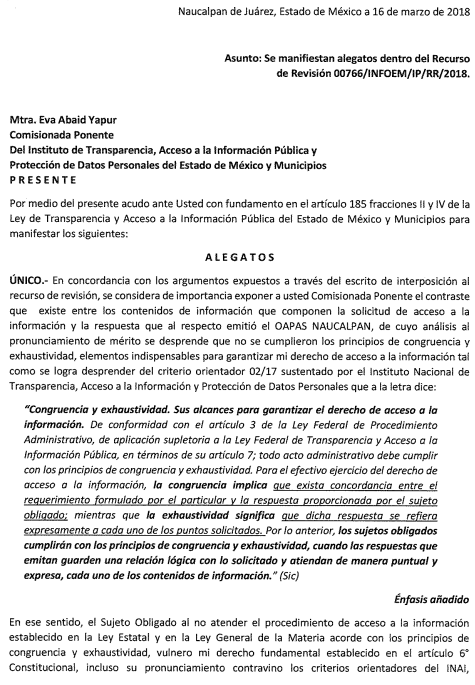 Naucalpan de Juárez, Estado de México a 16 de marzo de 2018
Asunto: Se manifiestan alegatos dentro del Recurso
de Revisión 00766/INFOEM/IP/RR/2018.
Mtra. Eva Abaid Yapur
Comisionada Ponente
Del Instituto de Transparencia, Acceso a la Información Pública y
Protección de Datos Personales del Estado de México y Municipios
P R E S E N T E
Por medio del presente acudo ante Usted con fundamento en el artículo 185 fracciones II y IV de la
Ley de Transparencia y Acceso a la Información Pública del Estado de México y Municipios para
manifestar los siguientes:
A L E G A T O S
ÚNICO.- En concordancia con los argumentos expuestos a través del escrito de interposición al
recurso de revisión, se considera de importancia exponer a usted Comisionada Ponente el contraste
que existe entre los contenidos de información que componen la solicitud de acceso a la
información y la respuesta que al respecto emitió el OAPAS NAUCALPAN, de cuyo análisis al
pronunciamiento de mérito se desprende que no se cumplieron los principios de congruencia y
exhaustividad, elementos indispensables para garantizar mi derecho de acceso a la información tal
como se logra desprender del criterio orientador 02/17 sustentado por el Instituto Nacional de
Transparencia, Acceso a la Información y Protección de Datos Personales que a la letra dice:
"Congruencia y exhaustividad. Sus alcances para garantizar el derecho de acceso a la
información. De conformidad con el artículo 3 de la Ley Federal de Procedimiento
Administrativo, de aplicación supletoria a la Ley Federal de Transparencia y Acceso a la
Información Pública, en términos de su artículo 7; todo acto administrativo debe cumplir
con los principios de congruencia y exhaustividad. Para el efectivo ejercicio del derecho de
acceso a la información, la congruencia implica que exista concordancia entre el
requerimiento formulado por el particular y la respuesta proporcionada por el sujeto
obligado; mientras que la exhaustividad significa que dicha respuesta se refiera
expresamente a cada uno de los puntos solicitados. Por lo anterior, los sujetos obligados
cumplirán con los principios de congruencia y exhaustividad, cuando las respuestas que
emitan guarden una relación lógica con lo solicitado y atiendan de manera puntual y
expresa, cada uno de los contenidos de información." (Sic)
Énfasis añadido
En ese sentido, el Sujeto Obligado al no atender el procedimiento de acceso a la información
establecido en la Ley Estatal y en la Ley General de la Materia acorde con los principios de
congruencia y exhaustividad, vulnero mi derecho fundamental establecido en el artículo 6°
Constitucional, incluso su pronunciamiento contravino los criterios orientadores del INAI,